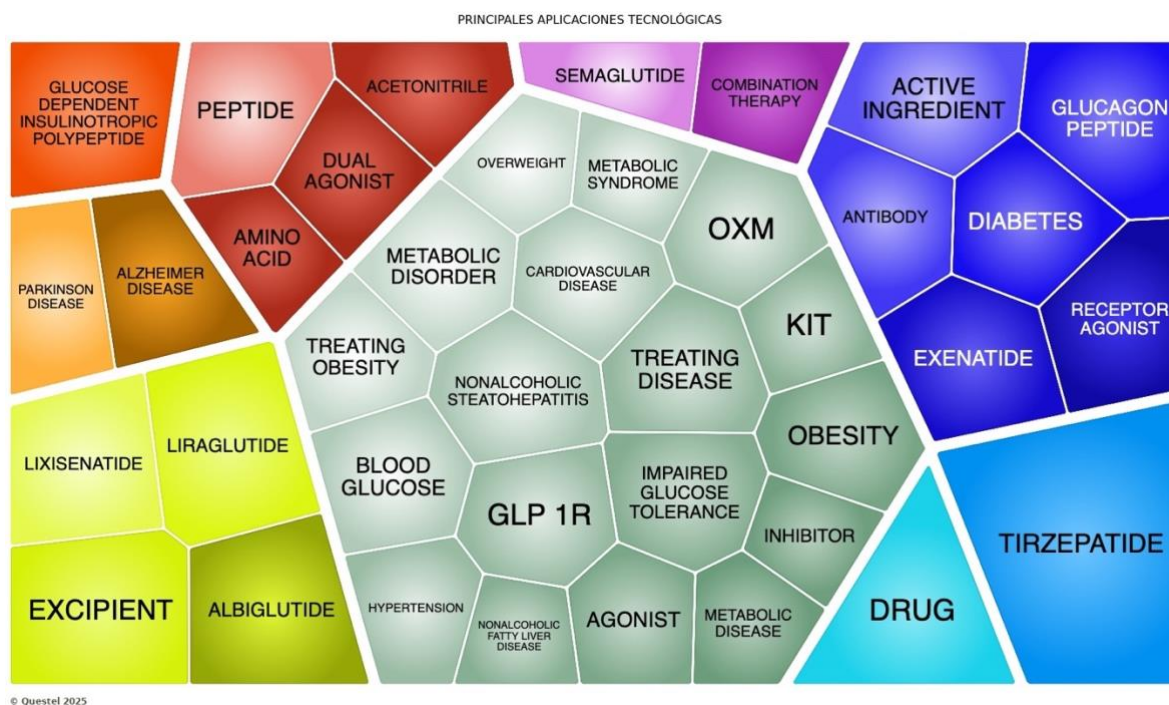 PRINCIPALES APLICACIONES TECNOLÓGICAS
GLUCOSE
DEPENDENT
INSULINOTROPIC
POLYPEPTIDE
PEPTIDE
ACETONITRILE
DUAL
AGONIST
AMINO
ACID
SEMAGLUTIDE
COMBINATION
THERAPY
ACTIVE
INGREDIENT
GLUCAGON
PEPTIDE
ANTIBODY
DIABETES
EXENATIDE
RECEPTOR
AGONIST
PARKINSON
DISEASE
ALZHEIMER
DISEASE
OVERWEIGHT
METABOLIC
SYNDROME
OXM
METABOLIC
DISORDER
CARDIOVASCULAR
DISEASE
KIT
TREATING
OBESITY
NONALCOHOLIC
STEATOHEPATITIS
TREATING
DISEASE
OBESITY
BLOOD
GLUCOSE
GLP 1R
IMPAIRED
GLUCOSE
TOLERANCE
INHIBITOR
HYPERTENSION
NONALCOHOLIC
FATTY LIVER
DISEASE
AGONIST
METABOLIC
DISEASE
LIXISENATIDE
LIRAGLUTIDE
EXCIPIENT
ALBIGLUTIDE
DRUG
TIRZEPATIDE
© Questel 2025